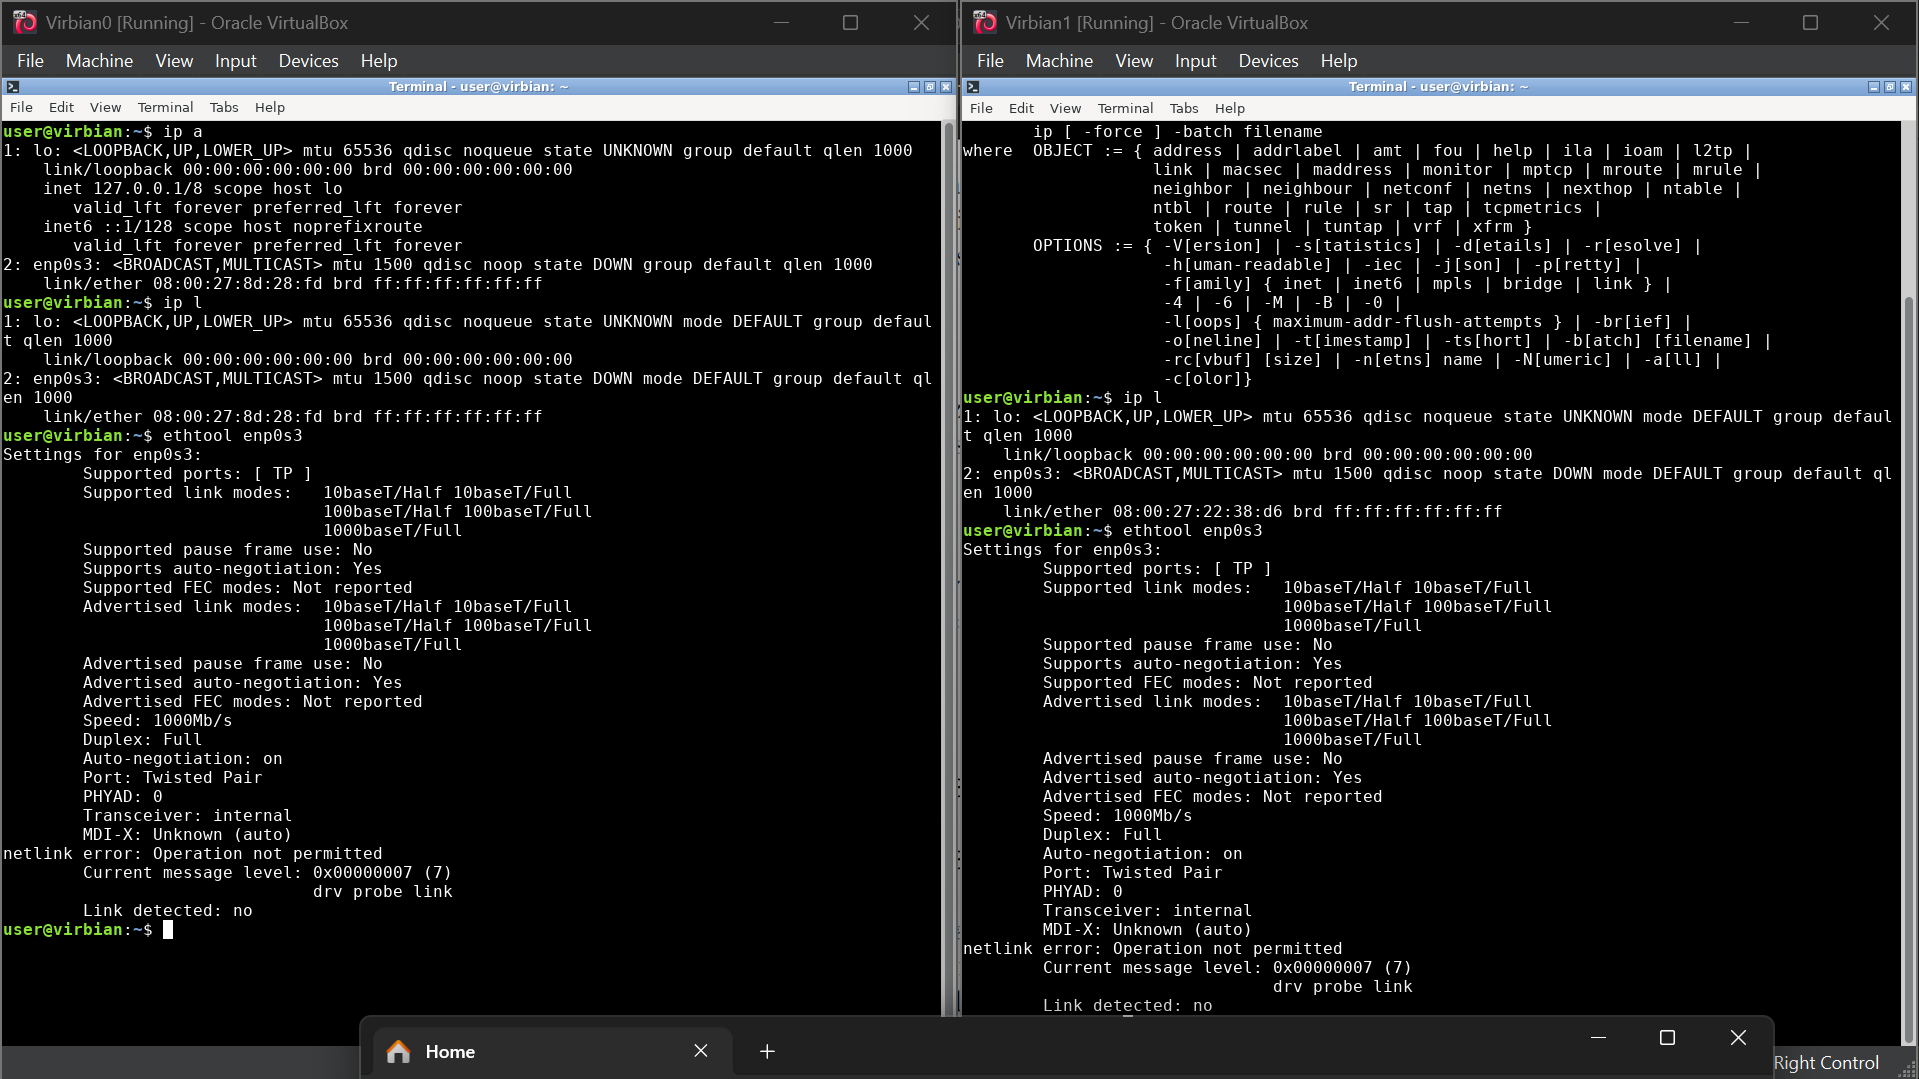 Virbian0 [Running] - Oracle VirtualBox
File Machine View Input Devices Help
Terminal - user@virbian: ~
File Edit View Terminal Tabs Help
user@virbian:~$ ip a
1: lo: <LOOPBACK,UP,LOWER_UP> mtu 65536 qdisc noqueue state UNKNOWN group default qlen 1000
    link/loopback 00:00:00:00:00:00 brd 00:00:00:00:00:00
    inet 127.0.0.1/8 scope host lo
       valid_lft forever preferred_lft forever
    inet6 ::1/128 scope host noprefixroute
       valid_lft forever preferred_lft forever
2: enp0s3: <BROADCAST,MULTICAST> mtu 1500 qdisc noop state DOWN group default qlen 1000
    link/ether 08:00:27:8d:28:fd brd ff:ff:ff:ff:ff:ff
user@virbian:~$ ip l
1: lo: <LOOPBACK,UP,LOWER_UP> mtu 65536 qdisc noqueue state UNKNOWN mode DEFAULT group defaul
t qlen 1000
    link/loopback 00:00:00:00:00:00 brd 00:00:00:00:00:00
2: enp0s3: <BROADCAST,MULTICAST> mtu 1500 qdisc noop state DOWN mode DEFAULT group default ql
en 1000
    link/ether 08:00:27:8d:28:fd brd ff:ff:ff:ff:ff:ff
user@virbian:~$ ethtool enp0s3
Settings for enp0s3:
        Supported ports: [ TP ]
        Supported link modes:   10baseT/Half 10baseT/Full
                                100baseT/Half 100baseT/Full
                                1000baseT/Full
        Supported pause frame use: No
        Supports auto-negotiation: Yes
        Supported FEC modes: Not reported
        Advertised link modes:  10baseT/Half 10baseT/Full
                                100baseT/Half 100baseT/Full
                                1000baseT/Full
        Advertised pause frame use: No
        Advertised auto-negotiation: Yes
        Advertised FEC modes: Not reported
        Speed: 1000Mb/s
        Duplex: Full
        Auto-negotiation: on
        Port: Twisted Pair
        PHYAD: 0
        Transceiver: internal
        MDI-X: Unknown (auto)
netlink error: Operation not permitted
        Current message level: 0x00000007 (7)
                               drv probe link
        Link detected: no
user@virbian:~$
Virbian1 [Running] - Oracle VirtualBox
File Machine View Input Devices Help
Terminal - user@virbian: ~
File Edit View Terminal Tabs Help
       ip [ -force ] -batch filename
where  OBJECT := { address | addrlabel | amt | fou | help | ila | ioam | l2tp |
                   link | macsec | maddress | monitor | mptcp | mroute | mrule |
                   neighbor | neighbour | netconf | netns | nexthop | ntable |
                   ntbl | route | rule | sr | tap | tcpmetrics |
                   token | tunnel | tuntap | vrf | xfrm }
       OPTIONS := { -V[ersion] | -s[tatistics] | -d[etails] | -r[esolve] |
                    -h[uman-readable] | -iec | -j[son] | -p[retty] |
                    -f[amily] { inet | inet6 | mpls | bridge | link } |
                    -4 | -6 | -M | -B | -0 |
                    -l[oops] { maximum-addr-flush-attempts } | -br[ief] |
                    -o[neline] | -t[imestamp] | -ts[hort] | -b[atch] [filename] |
                    -rc[vbuf] [size] | -n[etns] name | -N[umeric] | -a[ll] |
                    -c[olor]}
user@virbian:~$ ip l
1: lo: <LOOPBACK,UP,LOWER_UP> mtu 65536 qdisc noqueue state UNKNOWN mode DEFAULT group defaul
t qlen 1000
    link/loopback 00:00:00:00:00:00 brd 00:00:00:00:00:00
2: enp0s3: <BROADCAST,MULTICAST> mtu 1500 qdisc noop state DOWN mode DEFAULT group default ql
en 1000
    link/ether 08:00:27:22:38:d6 brd ff:ff:ff:ff:ff:ff
user@virbian:~$ ethtool enp0s3
Settings for enp0s3:
        Supported ports: [ TP ]
        Supported link modes:   10baseT/Half 10baseT/Full
                                100baseT/Half 100baseT/Full
                                1000baseT/Full
        Supported pause frame use: No
        Supports auto-negotiation: Yes
        Supported FEC modes: Not reported
        Advertised link modes:  10baseT/Half 10baseT/Full
                                100baseT/Half 100baseT/Full
                                1000baseT/Full
        Advertised pause frame use: No
        Advertised auto-negotiation: Yes
        Advertised FEC modes: Not reported
        Speed: 1000Mb/s
        Duplex: Full
        Auto-negotiation: on
        Port: Twisted Pair
        PHYAD: 0
        Transceiver: internal
        MDI-X: Unknown (auto)
netlink error: Operation not permitted
        Current message level: 0x00000007 (7)
                               drv probe link
        Link detected: no
Home
Right Control